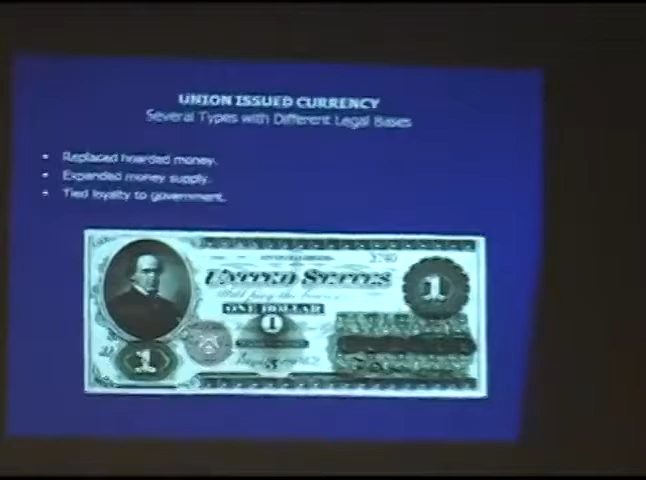 UNION ISSUED CURRENCY
Several Types with Different Legal Bases
• Replaced hoarded money.
• Expanded money supply.
• Tied loyalty to government.
3740
UNITED STATES
1
ONE DOLLAR
1
1